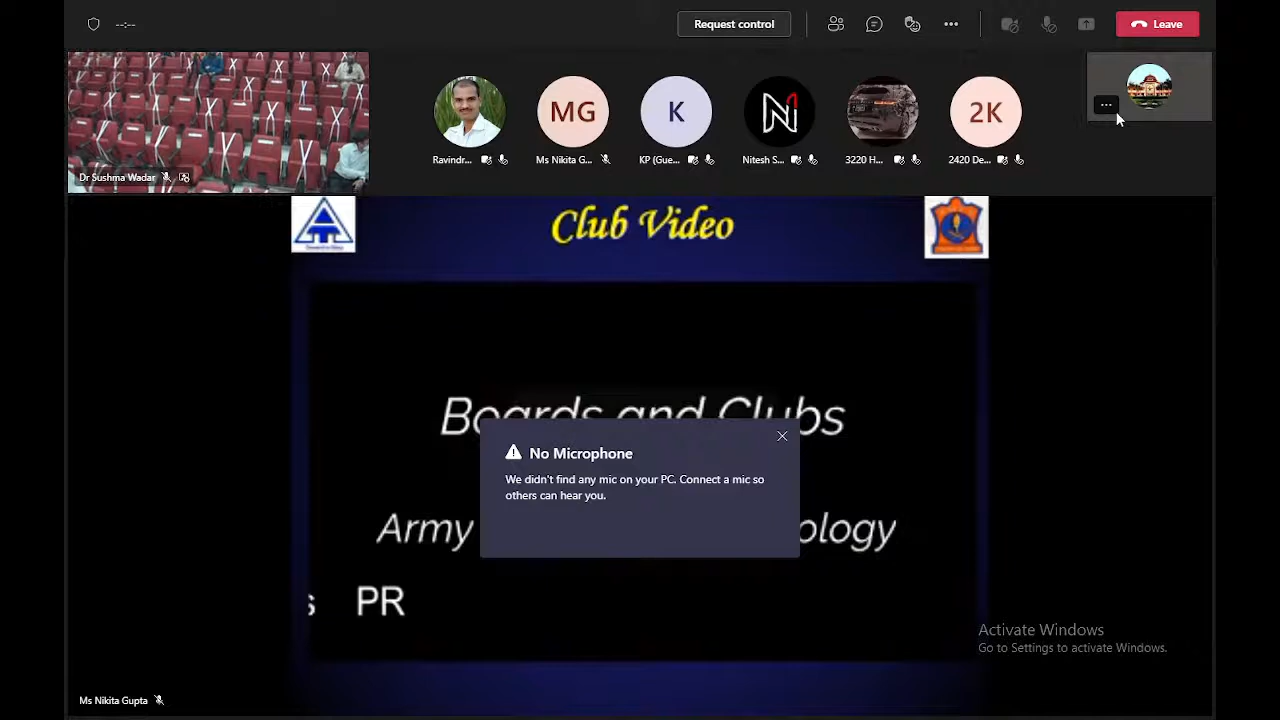 --:--
Request control
Leave
Dr Sushma Wadar
Ravindr...
MG
Ms Nikita G...
K
KP (Gue...
N
Nitesh S...
3220 H...
2K
2420 De...
Club Video
Boards and Clubs
No Microphone
We didn't find any mic on your PC. Connect a mic so
others can hear you.
Army
ology
s PR
Activate Windows
Go to Settings to activate Windows.
Ms Nikita Gupta